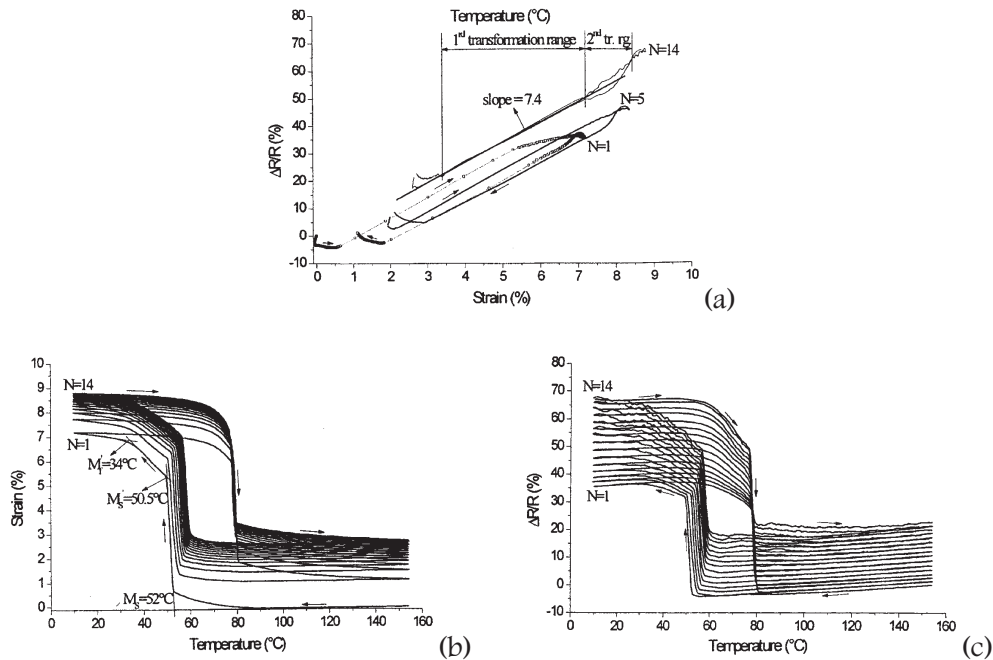 Temperature (°C)
80
70
60
50
40
30
20
10
0
-10
ΔR/R (%)
1rd transformation range
2nd tr. rg
N=14
slope=7.4
N=5
N=1
0 1 2 3 4 5 6 7 8 9 10
Strain (%)
(a)
10
9
8
7
6
5
4
3
2
1
0
Strain (%)
N=14
N=1
M'f=34°C
M's=50.5°C
Ms=52°C
0 20 40 60 80 100 120 140 160
Temperature (°C)
(b)
80
70
60
50
40
30
20
10
0
-10
ΔR/R (%)
N=14
N=1
0 20 40 60 80 100 120 140 160
Temperature (°C)
(c)